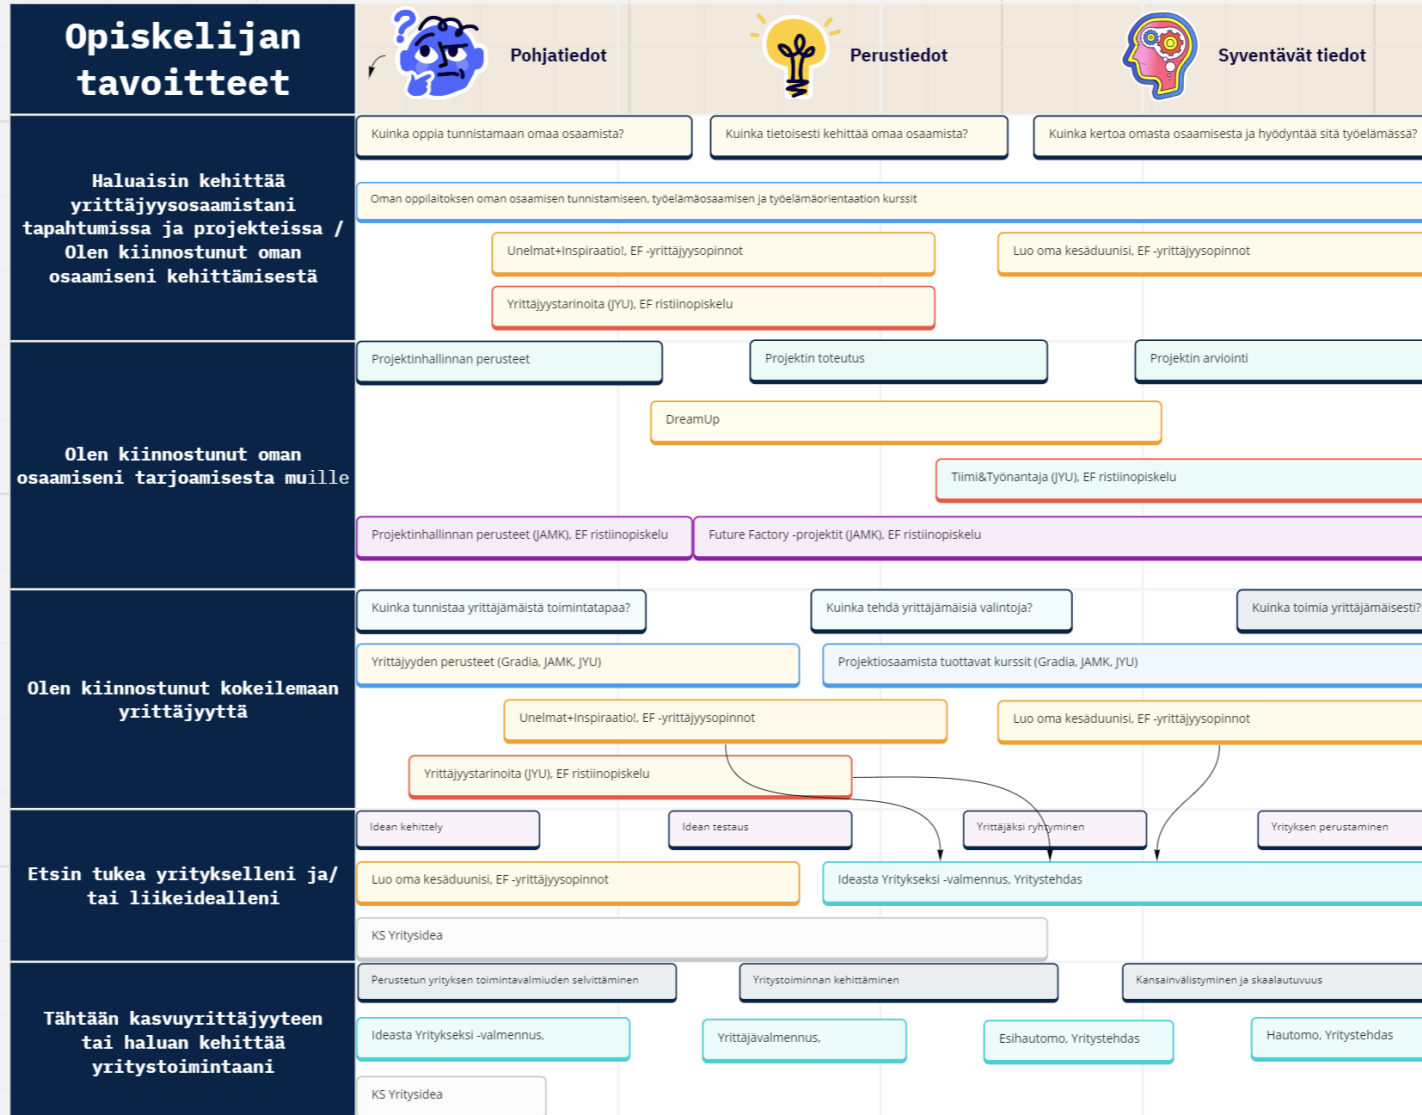 Opiskelijan
tavoitteet
Pohjatiedot
Perustiedot
Syventävät tiedot
Haluaisin kehittää
yrittäjyysosaamistani
tapahtumissa ja projekteissa /
Olen kiinnostunut oman
osaamiseni kehittämisestä
Kuinka oppia tunnistamaan omaa osaamista?
Kuinka tietoisesti kehittää omaa osaamista?
Kuinka kertoa omasta osaamisesta ja hyödyntää sitä työelämässä?
Oman oppilaitoksen oman osaamisen tunnistamiseen, työelämäosaamisen ja työelämäorientaation kurssit
Unelmat+Inspiraatio!, EF -yrittäjyysopinnot
Luo oma kesäduunisi, EF -yrittäjyysopinnot
Yrittäjyystarinoita (JYU), EF ristiinopiskelu
Olen kiinnostunut oman
osaamiseni tarjoamisesta muille
Projektinhallinnan perusteet
Projektin toteutus
Projektin arviointi
DreamUp
Tiimi&Työnantaja (JYU), EF ristiinopiskelu
Projektinhallinnan perusteet (JAMK), EF ristiinopiskelu
Future Factory -projektit (JAMK), EF ristiinopiskelu
Olen kiinnostunut kokeilemaan
yrittäjyyttä
Kuinka tunnistaa yrittäjämäistä toimintatapaa?
Kuinka tehdä yrittäjämäisiä valintoja?
Kuinka toimia yrittäjämäisesti?
Yrittäjyyden perusteet (Gradia, JAMK, JYU)
Projektiosaamista tuottavat kurssit (Gradia, JAMK, JYU)
Unelmat+Inspiraatio!, EF -yrittäjyysopinnot
Luo oma kesäduunisi, EF -yrittäjyysopinnot
Yrittäjyystarinoita (JYU), EF ristiinopiskelu
Etsin tukea yritykselleni ja/
tai liikeidealleni
Idean kehittely
Idean testaus
Yrittäjäksi ryhtyminen
Yrityksen perustaminen
Luo oma kesäduunisi, EF -yrittäjyysopinnot
Ideasta Yritykseksi -valmennus, Yritystehdas
KS Yritysidea
Tähtään kasvuyrittäjyyteen
tai haluan kehittää
yritystoimintaani
Perustetun yrityksen toimintavalmiuden selvittäminen
Yritystoiminnan kehittäminen
Kansainvälistyminen ja skaalautuvuus
Ideasta Yritykseksi -valmennus,
Yrittäjävalmennus,
Esihautomo, Yritystehdas
Hautomo, Yritystehdas
KS Yritysidea